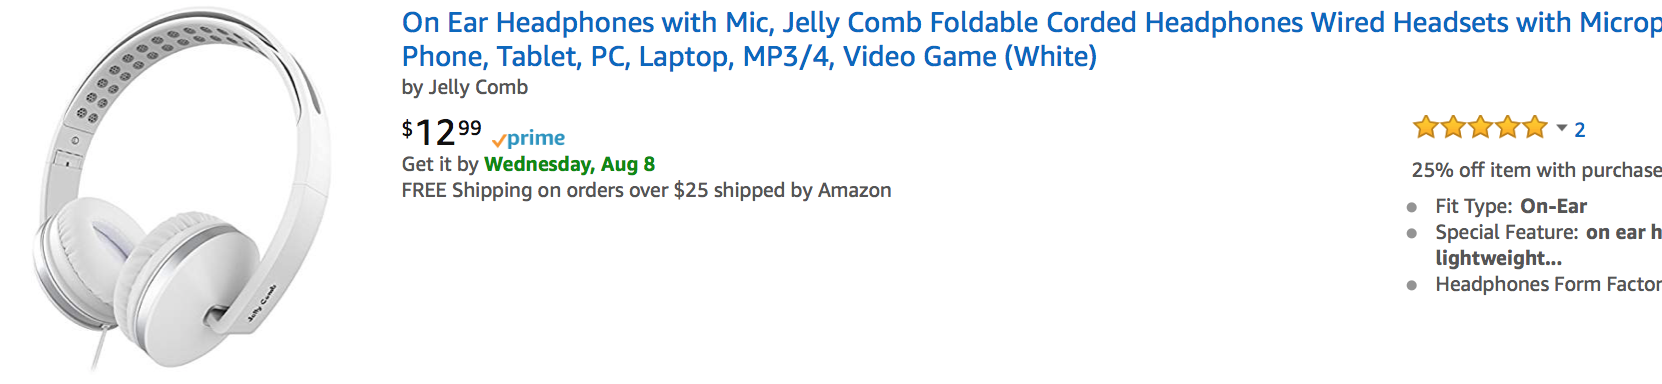 On Ear Headphones with Mic, Jelly Comb Foldable Corded Headphones Wired Headsets with Microp
Phone, Tablet, PC, Laptop, MP3/4, Video Game (White)
by Jelly Comb
$12 99 prime
Get it by Wednesday, Aug 8
FREE Shipping on orders over $25 shipped by Amazon
2
25% off item with purchase
Fit Type: On-Ear
Special Feature: on ear h
lightweight...
Headphones Form Factor
Jelly Comb